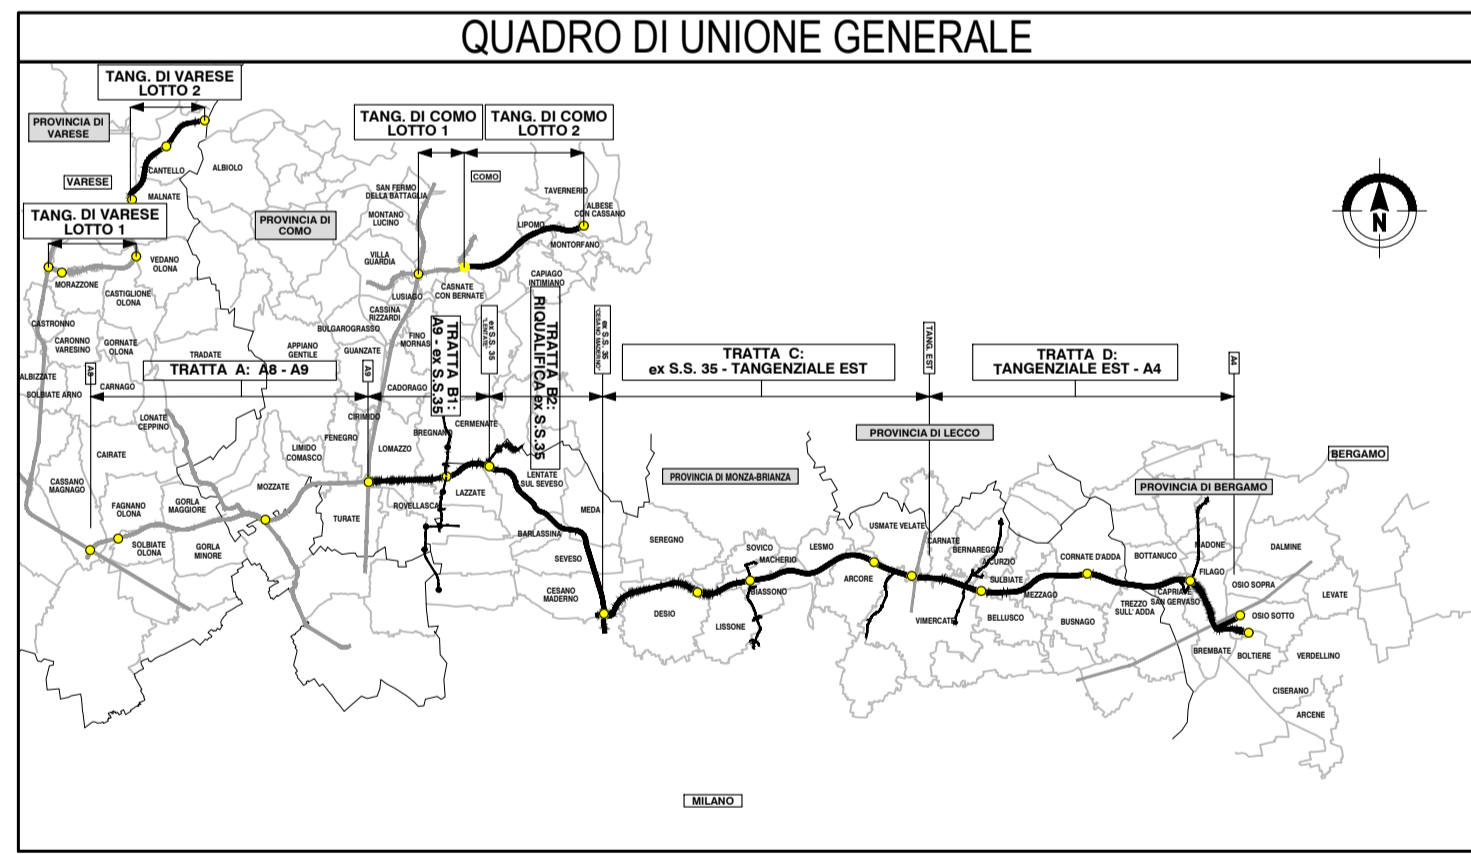 QUADRO DI UNIONE GENERALE
TANG. DI VARESE
LOTTO 2
PROVINCIA DI
VARESE
VARESE
CANTELLO
ALBIOLO
MALNATE
TANG. DI VARESE
LOTTO 1
PROVINCIA DI
COMO
TANG. DI COMO
LOTTO 1
TANG. DI COMO
LOTTO 2
COMO
SAN FERMO
DELLA BATTAGLIA
MONTANO
LUCINO
VILLA
GUARDIA
TAVERNERIO
ALBESE
CON CASSANO
LIPOMO
MONTORFANO
CAPIAGO
INTIMIANO
CASNATE
CON BERNATE
LUSIAGO
CASSINA
RIZZARDI
FINO
MORNAS
BULGAROGRASSO
GUANZATE
APPIANO
GENTILE
CADORAGO
VEDANO
OLONA
MORAZZONE
CASTIGLIONE
OLONA
CASTRONNO
CARONNO
VARESINO
GORNATE
OLONA
TRADATE
ALBIZZATE
SOLBIATE ARNO
CARNAGO
A8
TRATTA A: A8 - A9
A9
TRATTA B1:
A9 - ex S.S.35
ex S.S. 35
"LENTATE"
TRATTA B2:
RIQUALIFICA ex S.S.35
ex S.S. 35
"CESANO MADERNO"
TRATTA C:
ex S.S. 35 - TANGENZIALE EST
TANG. EST
TRATTA D:
TANGENZIALE EST - A4
A4
N
LONATE
CEPPINO
CAIRATE
CASSANO
MAGNAGO
FAGNANO
OLONA
SOLBIATE
OLONA
GORLA
MAGGIORE
GORLA
MINORE
MOZZATE
LIMIDO
COMASCO
FENEGRO
CIRIMIDO
LOMAZZO
BREGNANO
CERMENATE
TURATE
ROVELLASCA
LAZZATE
LENTATE
SUL SEVESO
BARLASSINA
MEDA
SEVESO
CESANO
MADERNO
PROVINCIA DI MONZA-BRIANZA
PROVINCIA DI LECCO
PROVINCIA DI BERGAMO
BERGAMO
SEREGNO
DESIO
LISSONE
SOVICO
MACHERIO
BIASSONO
LESMO
ARCORE
USMATE VELATE
CARNATE
BERNAREGGIO
AICURZIO
SULBIATE
VIMERCATE
BELLUSCO
MEZZAGO
CORNATE D'ADDA
BUSNAGO
TREZZO
SULL' ADDA
BOTTANUCO
CAPRIATE
SAN GERVASO
MADONE
FILAGO
DALMINE
OSIO SOPRA
OSIO SOTTO
LEVATE
BREMBATE
BOLTIERE
VERDELLINO
CISERANO
ARCENE
MILANO